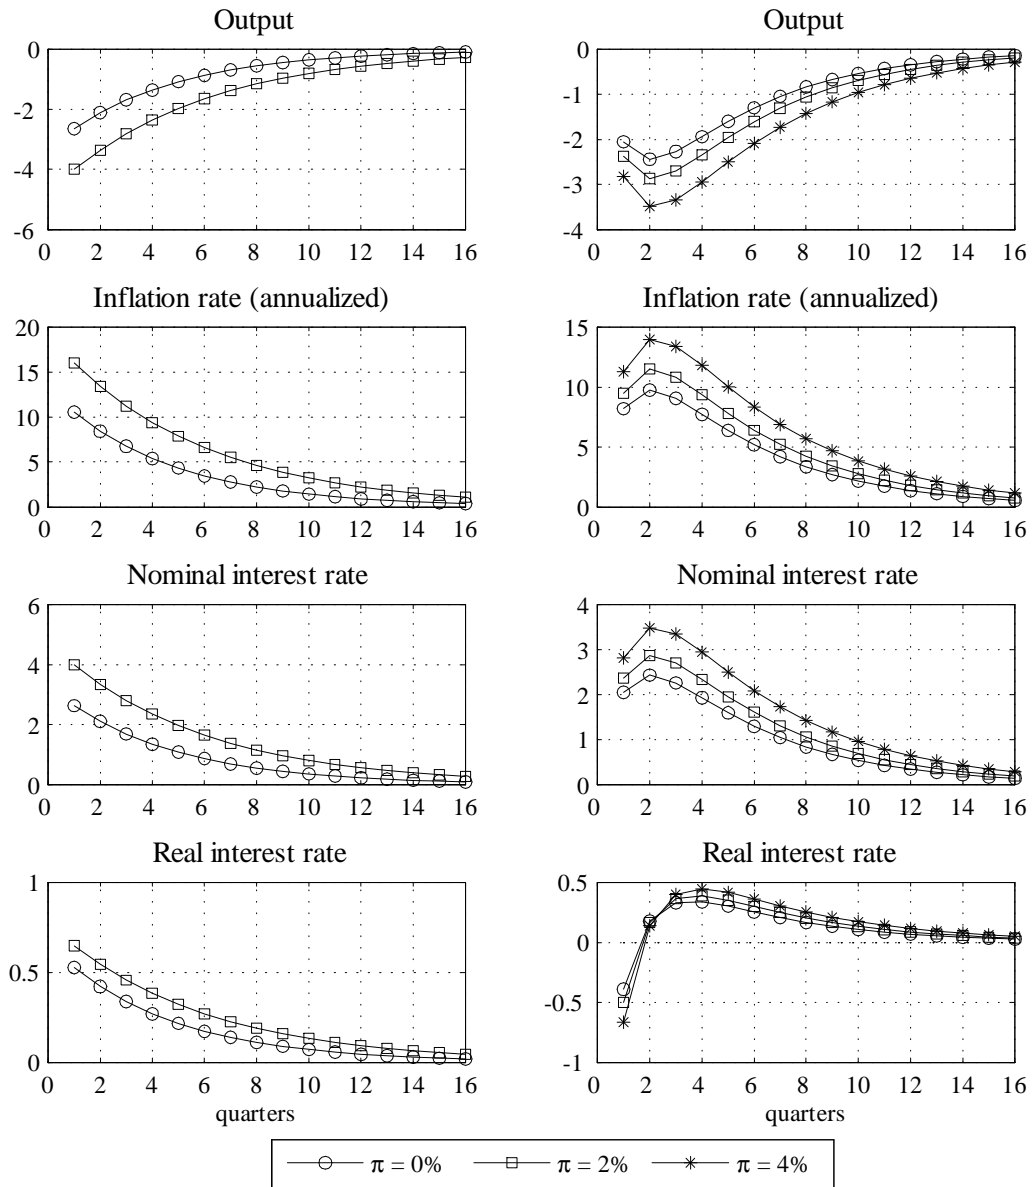 Output
0
-2
-4
-6
0 2 4 6 8 10 12 14 16
Output
0
-1
-2
-3
-4
0 2 4 6 8 10 12 14 16
Inflation rate (annualized)
20
15
10
5
0
0 2 4 6 8 10 12 14 16
Inflation rate (annualized)
15
10
5
0
0 2 4 6 8 10 12 14 16
Nominal interest rate
6
4
2
0
0 2 4 6 8 10 12 14 16
Nominal interest rate
4
3
2
1
0
0 2 4 6 8 10 12 14 16
Real interest rate
1
0.5
0
0 2 4 6 8 10 12 14 16
quarters
Real interest rate
0.5
0
-0.5
-1
0 2 4 6 8 10 12 14 16
quarters
π = 0% π = 2% π = 4%